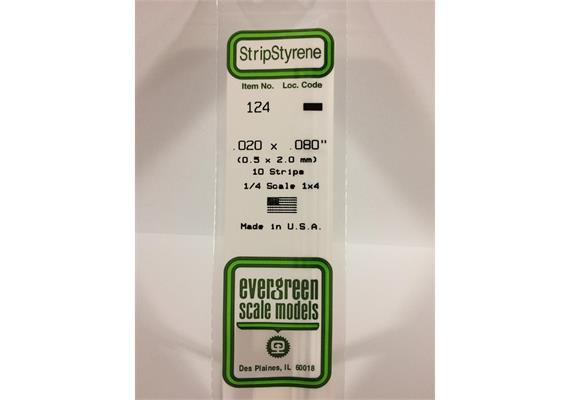 StripStyrene
Item No. Loc. Code
124
.020 x .080"
(0.5 x 2.0 mm)
10 Strips
1/4 Scale 1x4
Made in U.S.A.
evergreen
scale models
Des Plaines, IL 60018